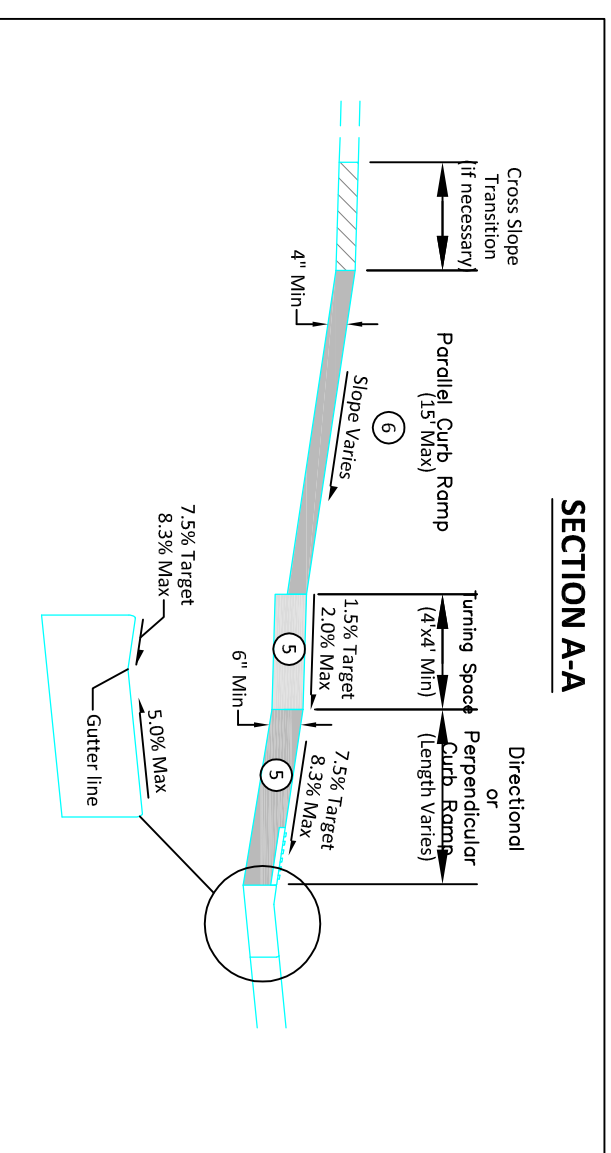 SECTION A-A
Cross Slope
Transition
(if necessary)
Parallel Curb Ramp
(15' Max)
6
Turning Space
(4'x4' Min)
Directional
or
Perpendicular
Curb Ramp
(Length Varies)
4" Min
Slope Varies
1.5% Target
2.0% Max
5
6" Min
5
7.5% Target
8.3% Max
7.5% Target
8.3% Max
5.0% Max
Gutter line